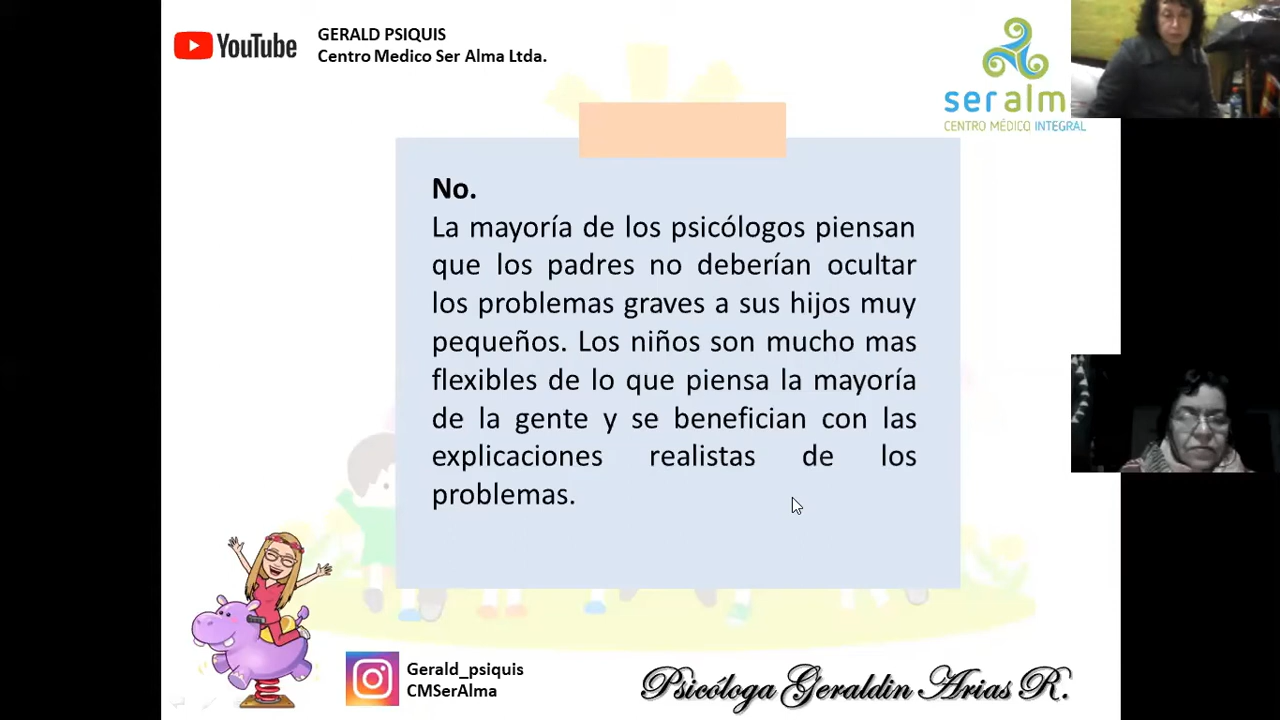 YouTube
GERALD PSIQUIS
Centro Medico Ser Alma Ltda.
ser alm
CENTRO MÉDICO INTEGRAL
No.
La mayoría de los psicólogos piensan
que los padres no deberían ocultar
los problemas graves a sus hijos muy
pequeños. Los niños son mucho mas
flexibles de lo que piensa la mayoría
de la gente y se benefician con las
explicaciones realistas de los
problemas.
Gerald_psiquis
CMSerAlma
Psicóloga Geraldin Arias R.